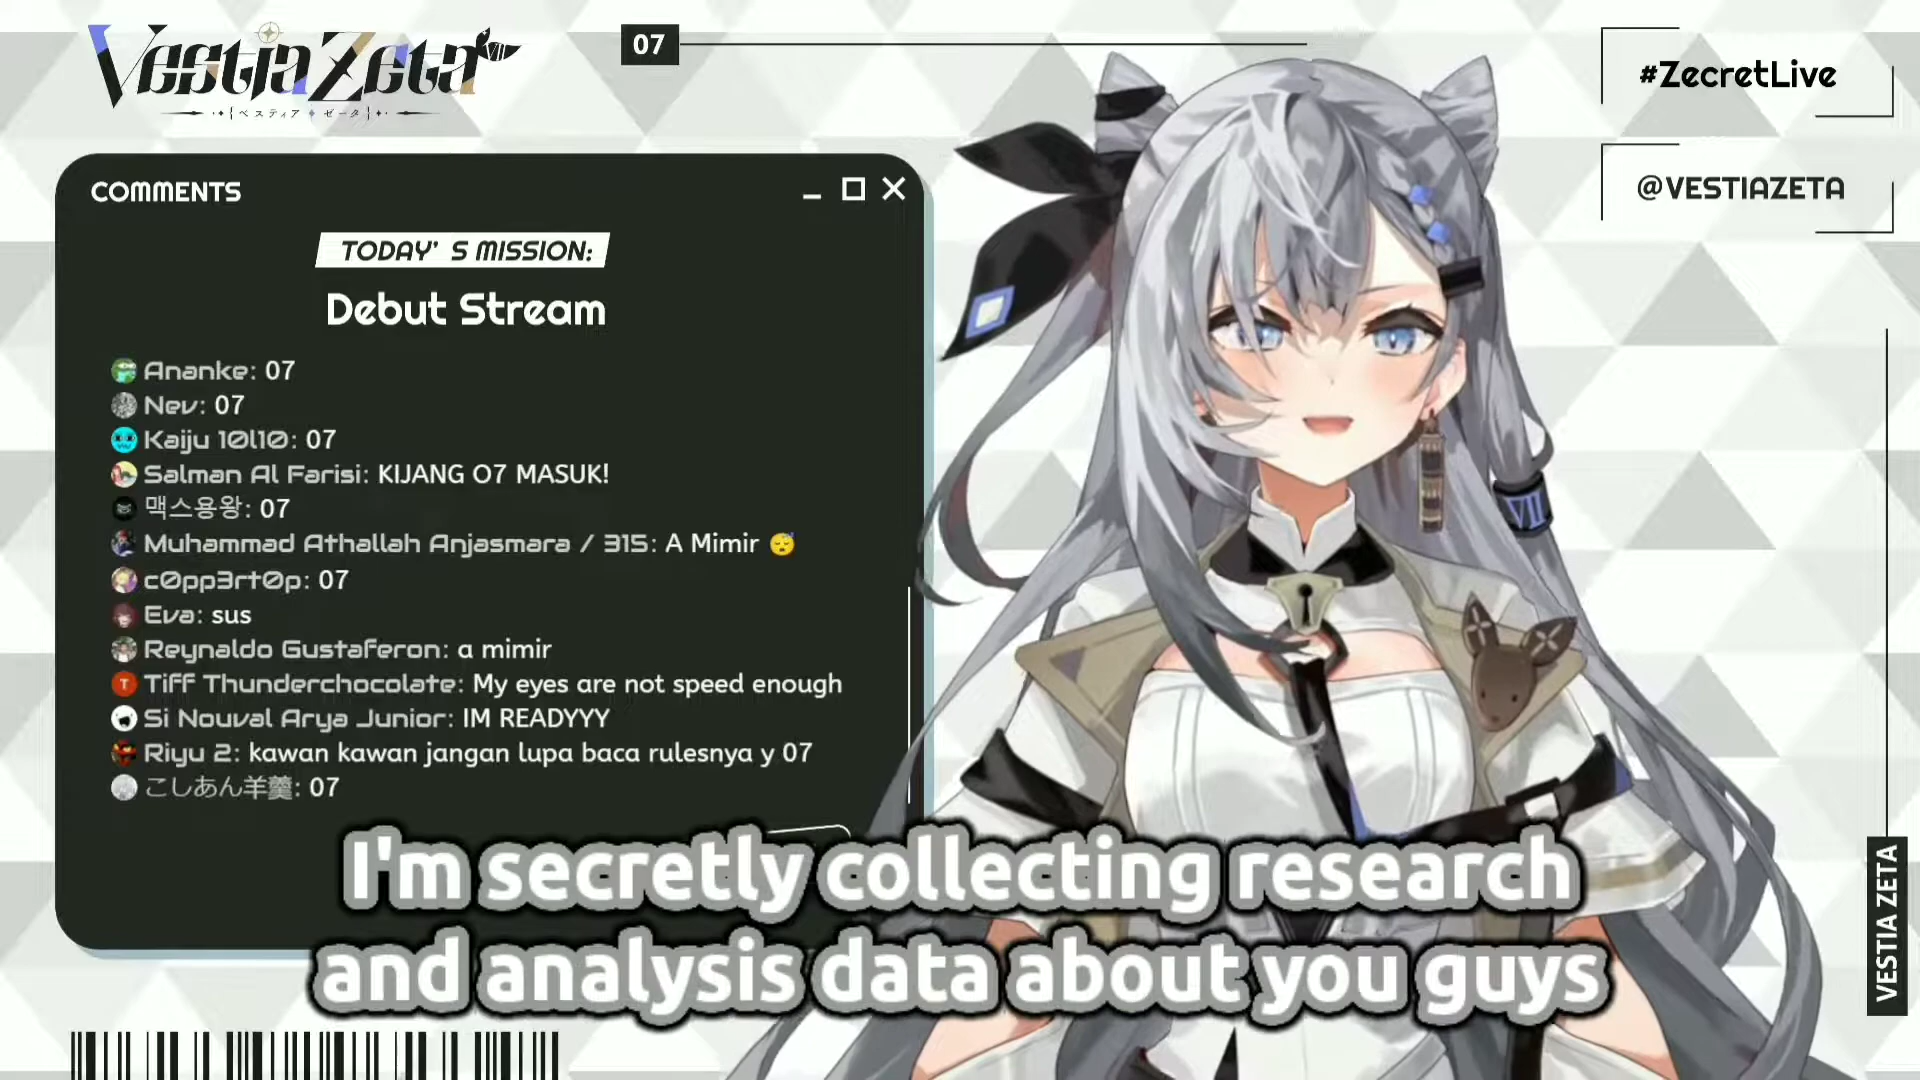 Vestia Zeta
ベスティア ゼータ
07
#ZecretLive
@VESTIAZETA
COMMENTS
TODAY' S MISSION:
Debut Stream
Ananke: 07
Nev: 07
Kaiju 10l10: 07
Salman Al Farisi: KIJANG O7 MASUK!
맥스용왕: 07
Muhammad Athallah Anjasmara / 315: A Mimir 😴
c0pp3rt0p: 07
Eva: sus
Reynaldo Gustaferon: a mimir
T Tiff Thunderchocolate: My eyes are not speed enough
Si Nouval Arya Junior: IM READYYY
Riyu 2: kawan kawan jangan lupa baca rulesnya y 07
こしあん羊羹: 07
VII
I'm secretly collecting research
and analysis data about you guys
VESTIA ZETA